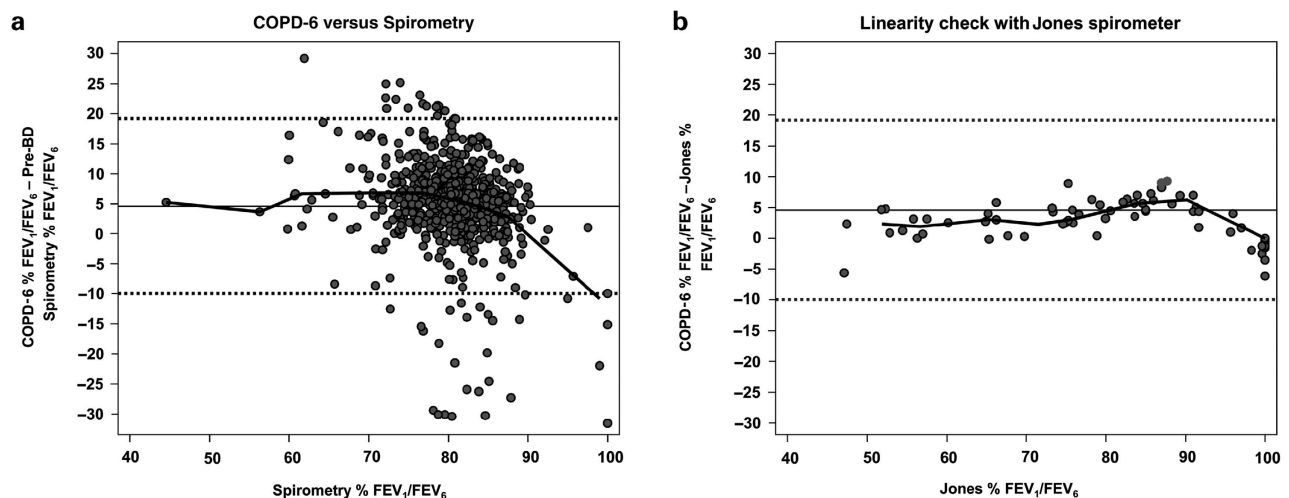 a
COPD-6 versus Spirometry
COPD-6 % FEV₁/FEV₆ – Pre-BD
Spirometry % FEV₁/FEV₆
30
25
20
15
10
5
0
–5
–10
–15
–20
–25
–30
40 50 60 70 80 90 100
Spirometry % FEV₁/FEV₆
b
Linearity check with Jones spirometer
COPD-6 % FEV₁/FEV₆ –Jones %
FEV₁/FEV₆
30
25
20
15
10
5
0
–5
–10
–15
–20
–25
–30
40 50 60 70 80 90 100
Jones % FEV₁/FEV₆